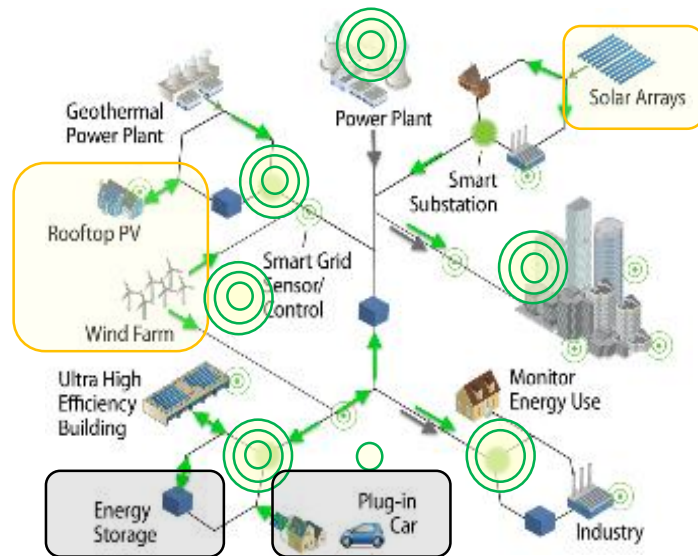 Geothermal
Power Plant
Power Plant
Solar Arrays
Smart
Substation
Rooftop PV
Smart Grid
Sensor/
Control
Wind Farm
Ultra High
Efficiency
Building
Monitor
Energy Use
Energy
Storage
Plug-in
Car
Industry